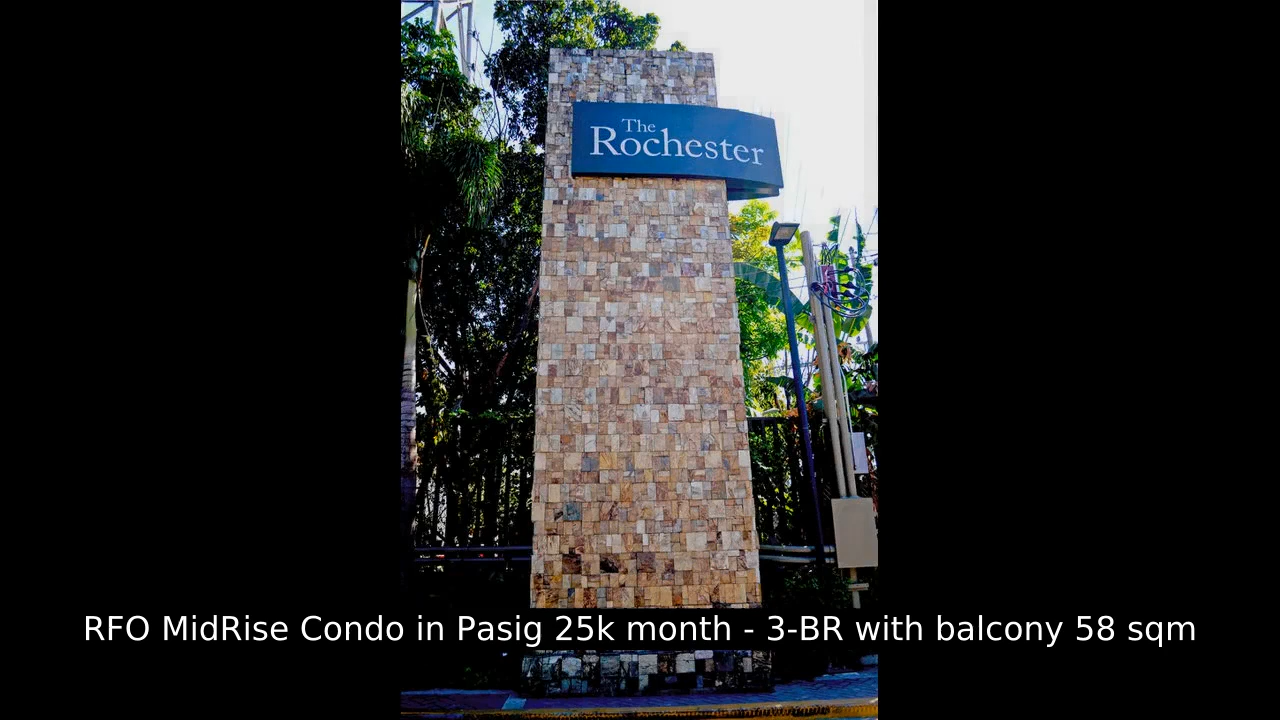 The
Rochester
RFO MidRise Condo in Pasig 25k month - 3-BR with balcony 58 sqm